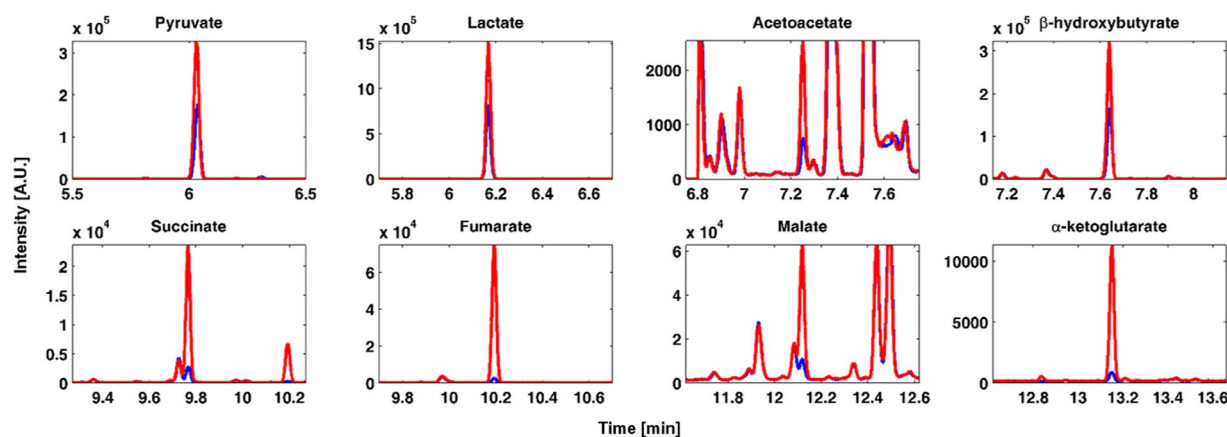 Pyruvate Lactate Acetoacetate β-hydroxybutyrate
x 10^5 x 10^5 x 10^5
3 15 2000 3
2 10 2
1 5 1000 1
0 0 0 0
5.5 6 6.5 5.8 6 6.2 6.4 6.6 6.8 7 7.2 7.4 7.6 7.2 7.4 7.6 7.8 8
Intensity [A.U.]
Succinate Fumarate Malate α-ketoglutarate
x 10^4 x 10^4 x 10^4
2 6 6 10000
1.5
1 4 4 5000
0.5 2 2
0 0 0 0
9.4 9.6 9.8 10 10.2 9.8 10 10.2 10.4 10.6 11.8 12 12.2 12.4 12.6 12.8 13 13.2 13.4 13.6
Time [min]